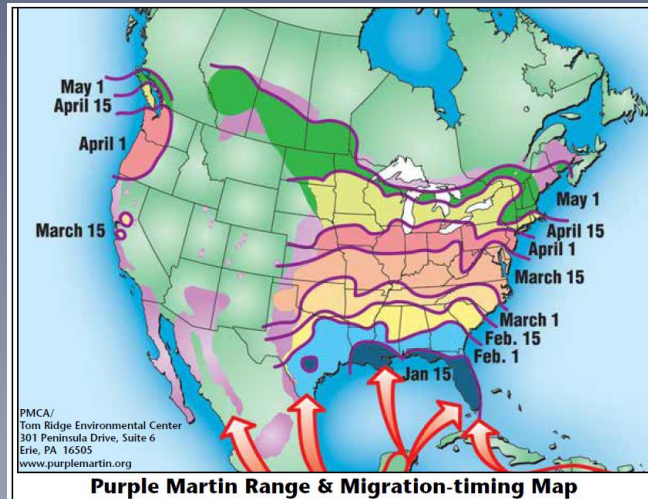 May 1
April 15
April 1
March 15
May 1
April 15
April 1
March 15
March 1
Feb. 15
Feb. 1
Jan 15
PMCA/
Tom Ridge Environmental Center
301 Peninsula Drive, Suite 6
Erie, PA 16505
www.purplemartin.org
Purple Martin Range & Migration-timing Map